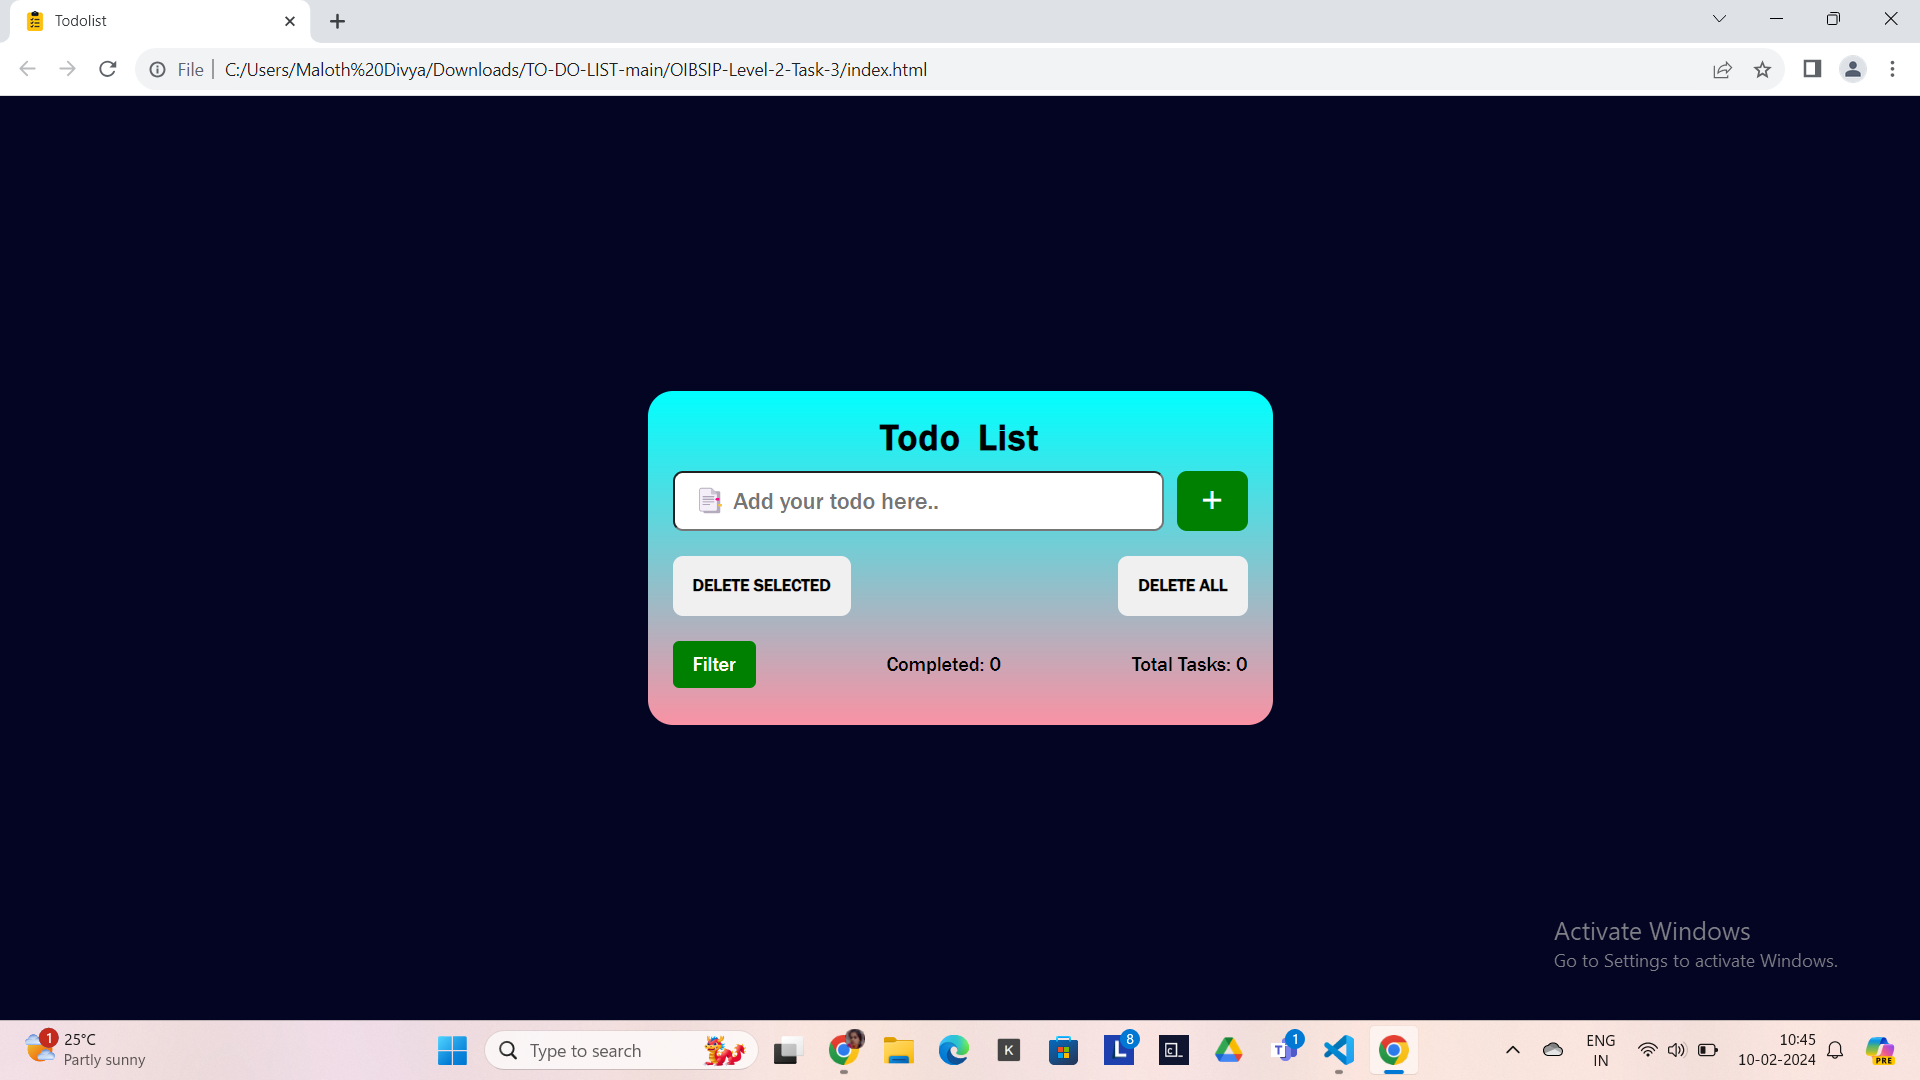 Todolist
File | C:/Users/Maloth%20Divya/Downloads/TO-DO-LIST-main/OIBSIP-Level-2-Task-3/index.html
Todo List
Add your todo here..
+
DELETE SELECTED
DELETE ALL
Filter
Completed: 0
Total Tasks: 0
Activate Windows
Go to Settings to activate Windows.
1
25°C
Partly sunny
Type to search
K
L
8
T
1
ENG
IN
10:45
10-02-2024
PRE